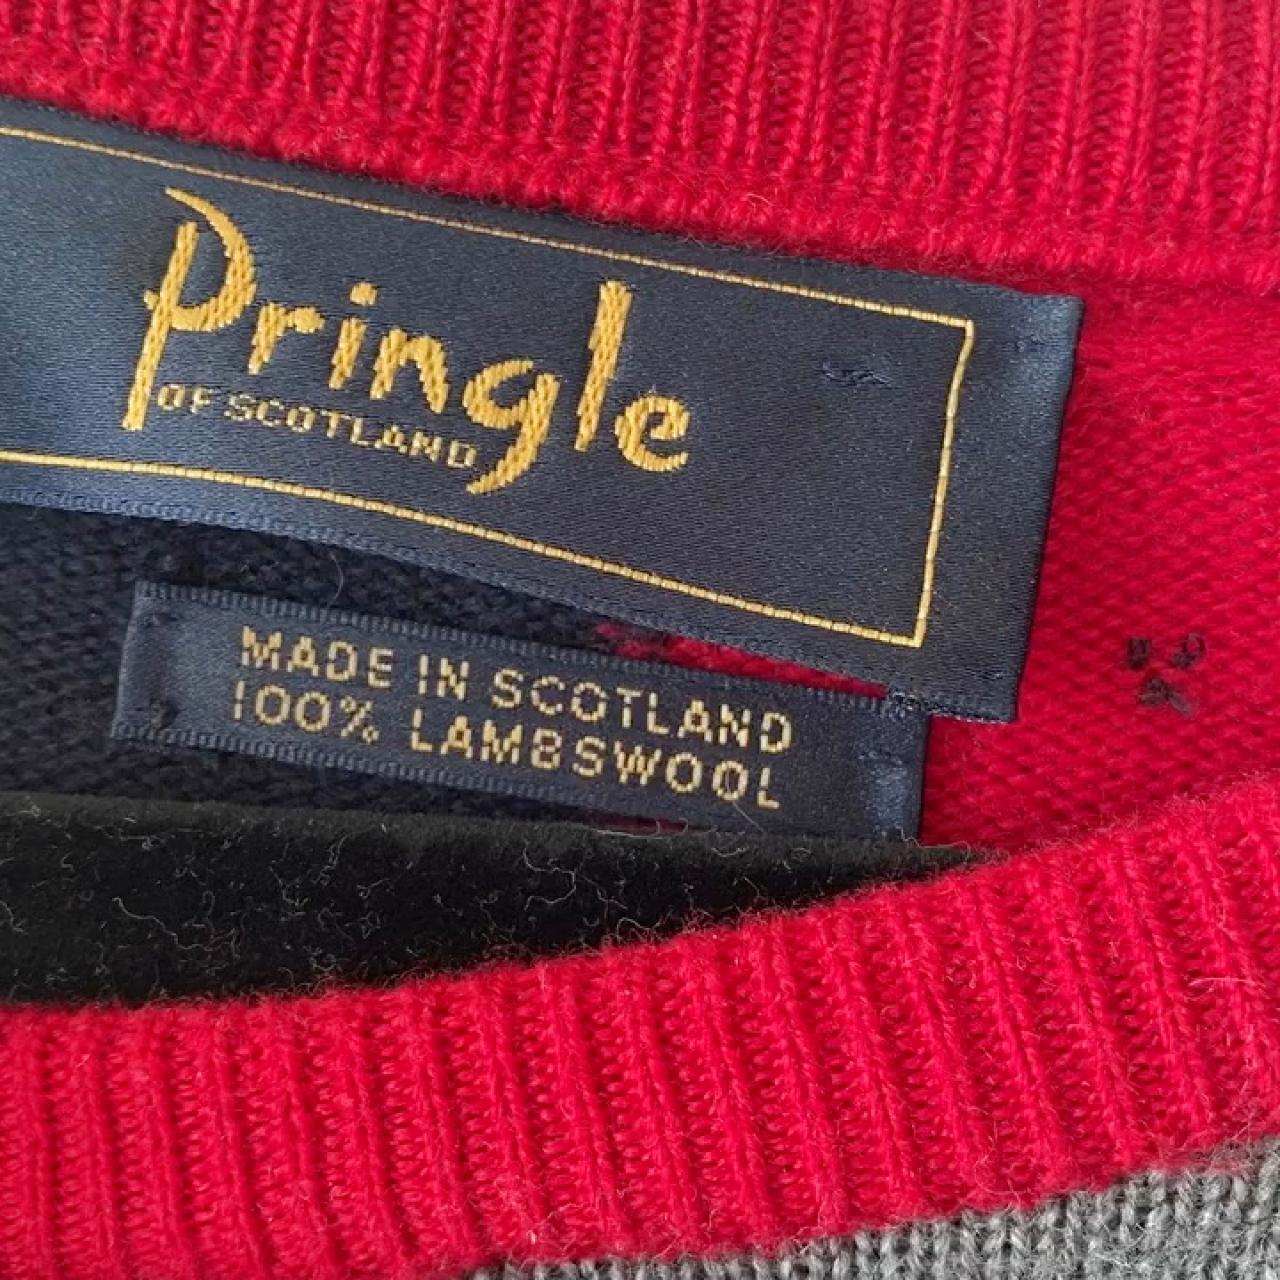 Pringle
OF SCOTLAND
MADE IN SCOTLAND
100% LAMBSWOOL